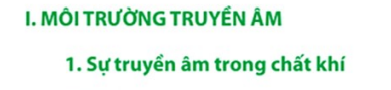 I. MÔI TRƯỜNG TRUYỀN ÂM
1. Sự truyền âm trong chất khí